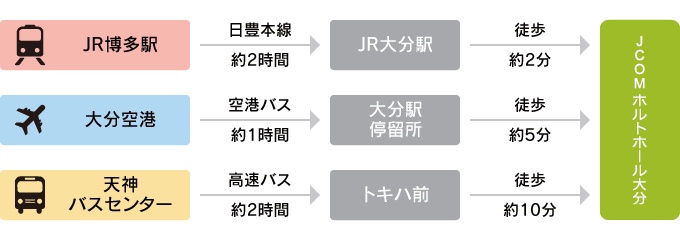 JR博多駅
日豊本線
約2時間
JR大分駅
徒歩
約2分
大分空港
空港バス
約1時間
大分駅
停留所
徒歩
約5分
天神
バスセンター
高速バス
約2時間
トキハ前
徒歩
約10分
JCOMホルトホール大分